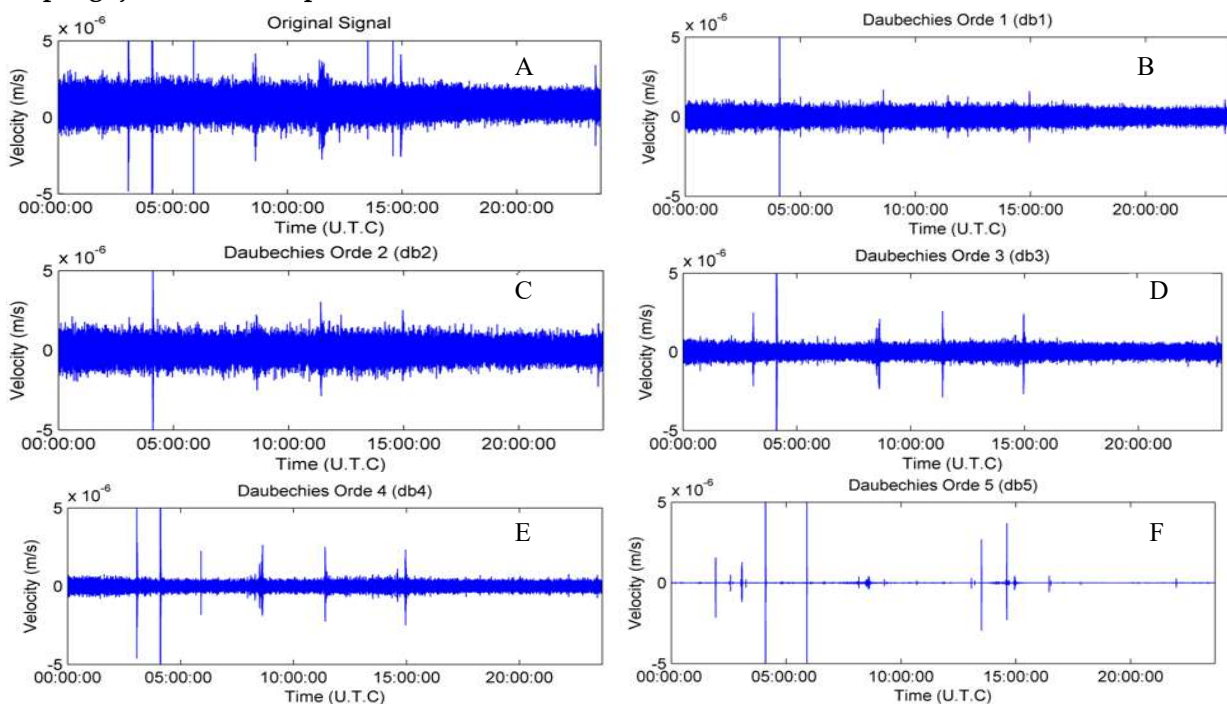 Original Signal
x 10-6
5
0
-5
Velocity (m/s)
A
00:00:00 05:00:00 10:00:00 15:00:00 20:00:00
Time (U.T.C)
Daubechies Orde 1 (db1)
x 10-6
5
0
-5
Velocity (m/s)
B
00:00:00 05:00:00 10:00:00 15:00:00 20:00:00
Time (U.T.C)
Daubechies Orde 2 (db2)
x 10-6
5
0
-5
Velocity (m/s)
C
00:00:00 05:00:00 10:00:00 15:00:00 20:00:00
Time (U.T.C)
Daubechies Orde 3 (db3)
x 10-6
5
0
-5
Velocity (m/s)
D
00:00:00 05:00:00 10:00:00 15:00:00 20:00:00
Time (U.T.C)
Daubechies Orde 4 (db4)
x 10-6
5
0
-5
Velocity (m/s)
E
00:00:00 05:00:00 10:00:00 15:00:00 20:00:00
Time (U.T.C)
Daubechies Orde 5 (db5)
x 10-6
5
0
-5
Velocity (m/s)
F
00:00:00 05:00:00 10:00:00 15:00:00 20:00:00
Time (U.T.C)